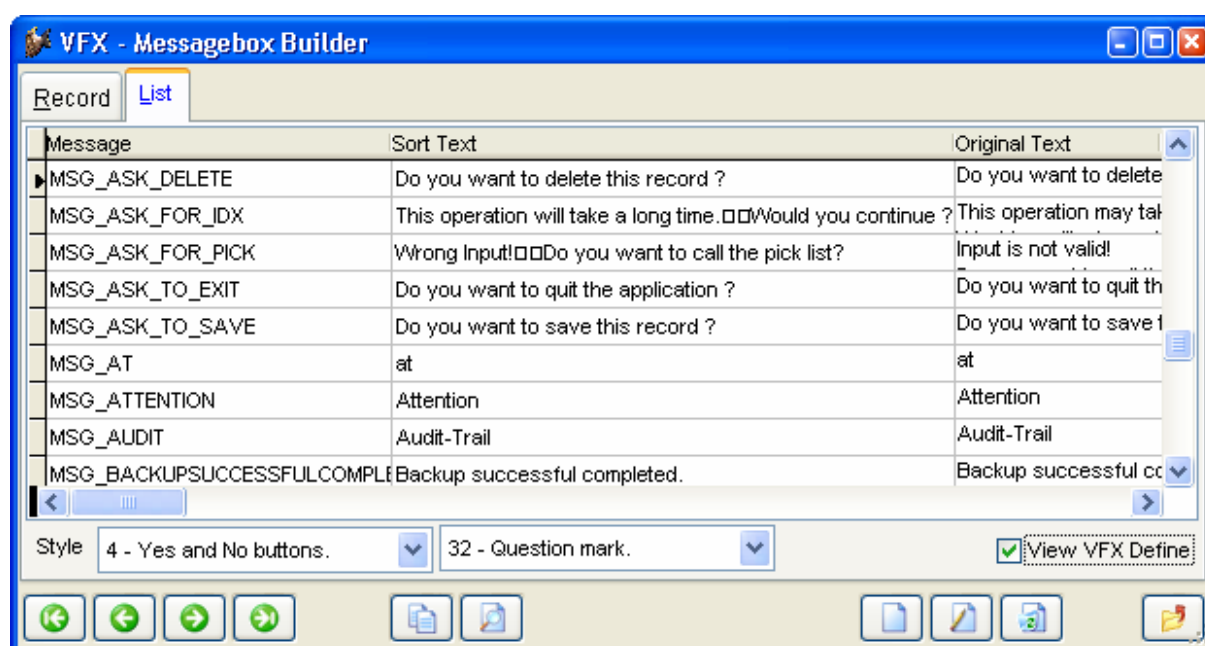 VFX - Messagebox Builder
Record List
Message Sort Text Original Text
MSG_ASK_DELETE Do you want to delete this record ? Do you want to delete
MSG_ASK_FOR_IDX This operation will take a long time.□□Would you continue ? This operation may
MSG_ASK_FOR_PICK Wrong Input!□□Do you want to call the pick list? Input is not valid!
MSG_ASK_TO_EXIT Do you want to quit the application ? Do you want to quit th
MSG_ASK_TO_SAVE Do you want to save this record ? Do you want to save
MSG_AT at at
MSG_ATTENTION Attention Attention
MSG_AUDIT Audit-Trail Audit-Trail
MSG_BACKUPSUCCESSFULCOMPLE Backup successful completed. Backup successful
Style 4 - Yes and No buttons. 32 - Question mark. View VFX Define